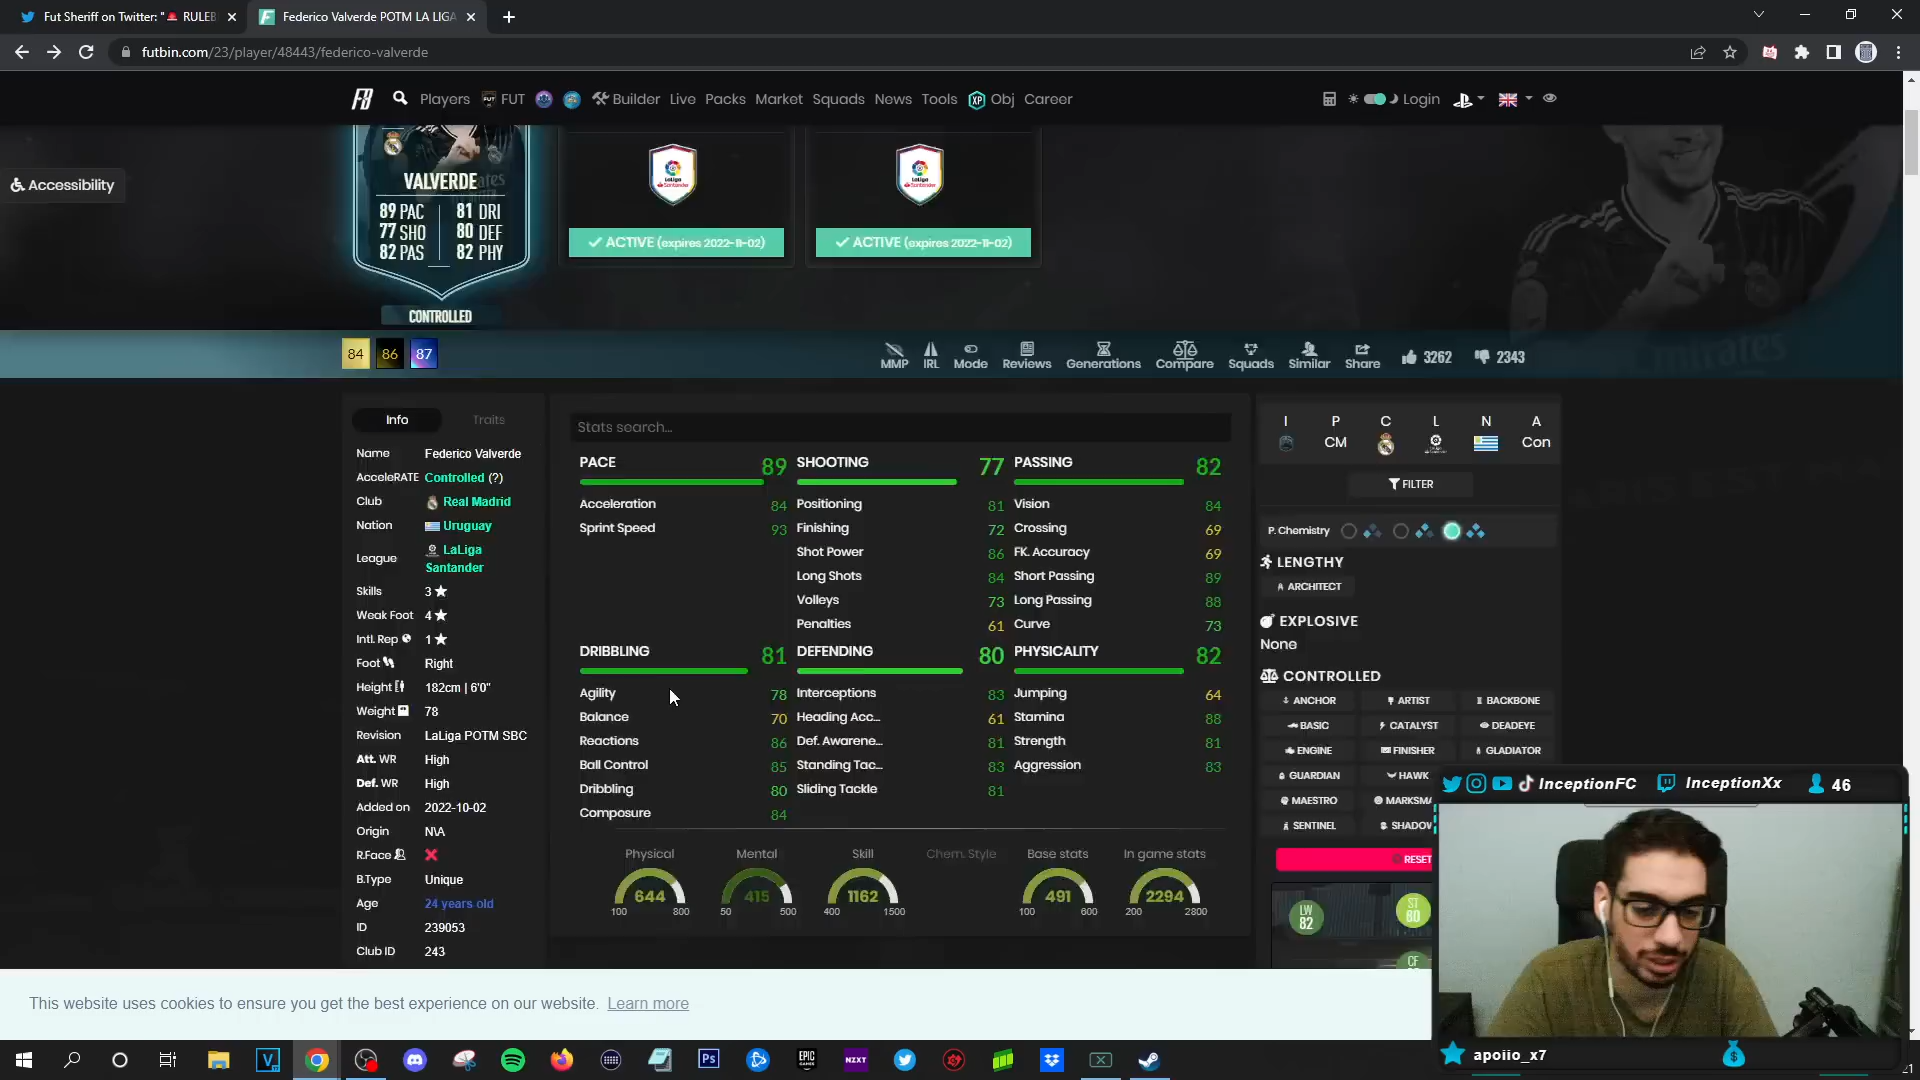 Fut Sheriff on Twitter: "🚨 RULEB
Federico Valverde POTM LA LIGA
futbin.com/23/player/48443/federico-valverde
Players FUT Builder Live Packs Market Squads News Tools XP Obj Career Login
Accessibility
VALVERDE
89 PAC 81 DRI
77 SHO 80 DEF
82 PAS 82 PHY
CONTROLLED
ACTIVE (expires 2022-11-02)
ACTIVE (expires 2022-11-02)
84 86 87
MMP IRL Mode Reviews Generations Compare Squads Similar Share 3262 2343
Info Traits
Name Federico Valverde
AcceleRATE Controlled (?)
Club Real Madrid
Nation Uruguay
League LaLiga
Santander
Skills 3
Weak Foot 4
Intl. Rep 1
Foot Right
Height 182cm | 6'0"
Weight 78
Revision LaLiga POTM SBC
Att. WR High
Def. WR High
Added on 2022-10-02
Origin N\A
R.Face
B.Type Unique
Age 24 years old
ID 239053
Club ID 243
Stats search...
PACE 89
Acceleration 84
Sprint Speed 93
SHOOTING 77
Positioning 81
Finishing 72
Shot Power 86
Long Shots 84
Volleys 73
Penalties 61
PASSING 82
Vision 84
Crossing 69
FK. Accuracy 69
Short Passing 89
Long Passing 88
Curve 73
DRIBBLING 81
Agility 78
Balance 70
Reactions 86
Ball Control 85
Dribbling 80
Composure 84
DEFENDING 80
Interceptions 83
Heading Acc... 61
Def. Awarene... 81
Standing Tac... 83
Sliding Tackle 81
PHYSICALITY 82
Jumping 64
Stamina 88
Strength 81
Aggression 83
Physical Mental Skill Chem. Style Base stats In game stats
644 415 1162 491 2294
100 800 50 500 400 1500 100 600 200 2800
I P C L N A
CM Con
FILTER
P. Chemistry
LENGTHY
ARCHITECT
EXPLOSIVE
None
CONTROLLED
ANCHOR ARTIST BACKBONE
BASIC CATALYST DEADEYE
ENGINE FINISHER GLADIATOR
GUARDIAN HAWK
MAESTRO MARKSMA
SENTINEL SHADOW
RESET
LW
82
ST
80
CF
InceptionFC InceptionXx 46
apoiio_x7
This website uses cookies to ensure you get the best experience on our website. Learn more
Ps
EPIC
GAMES
NZXT
21